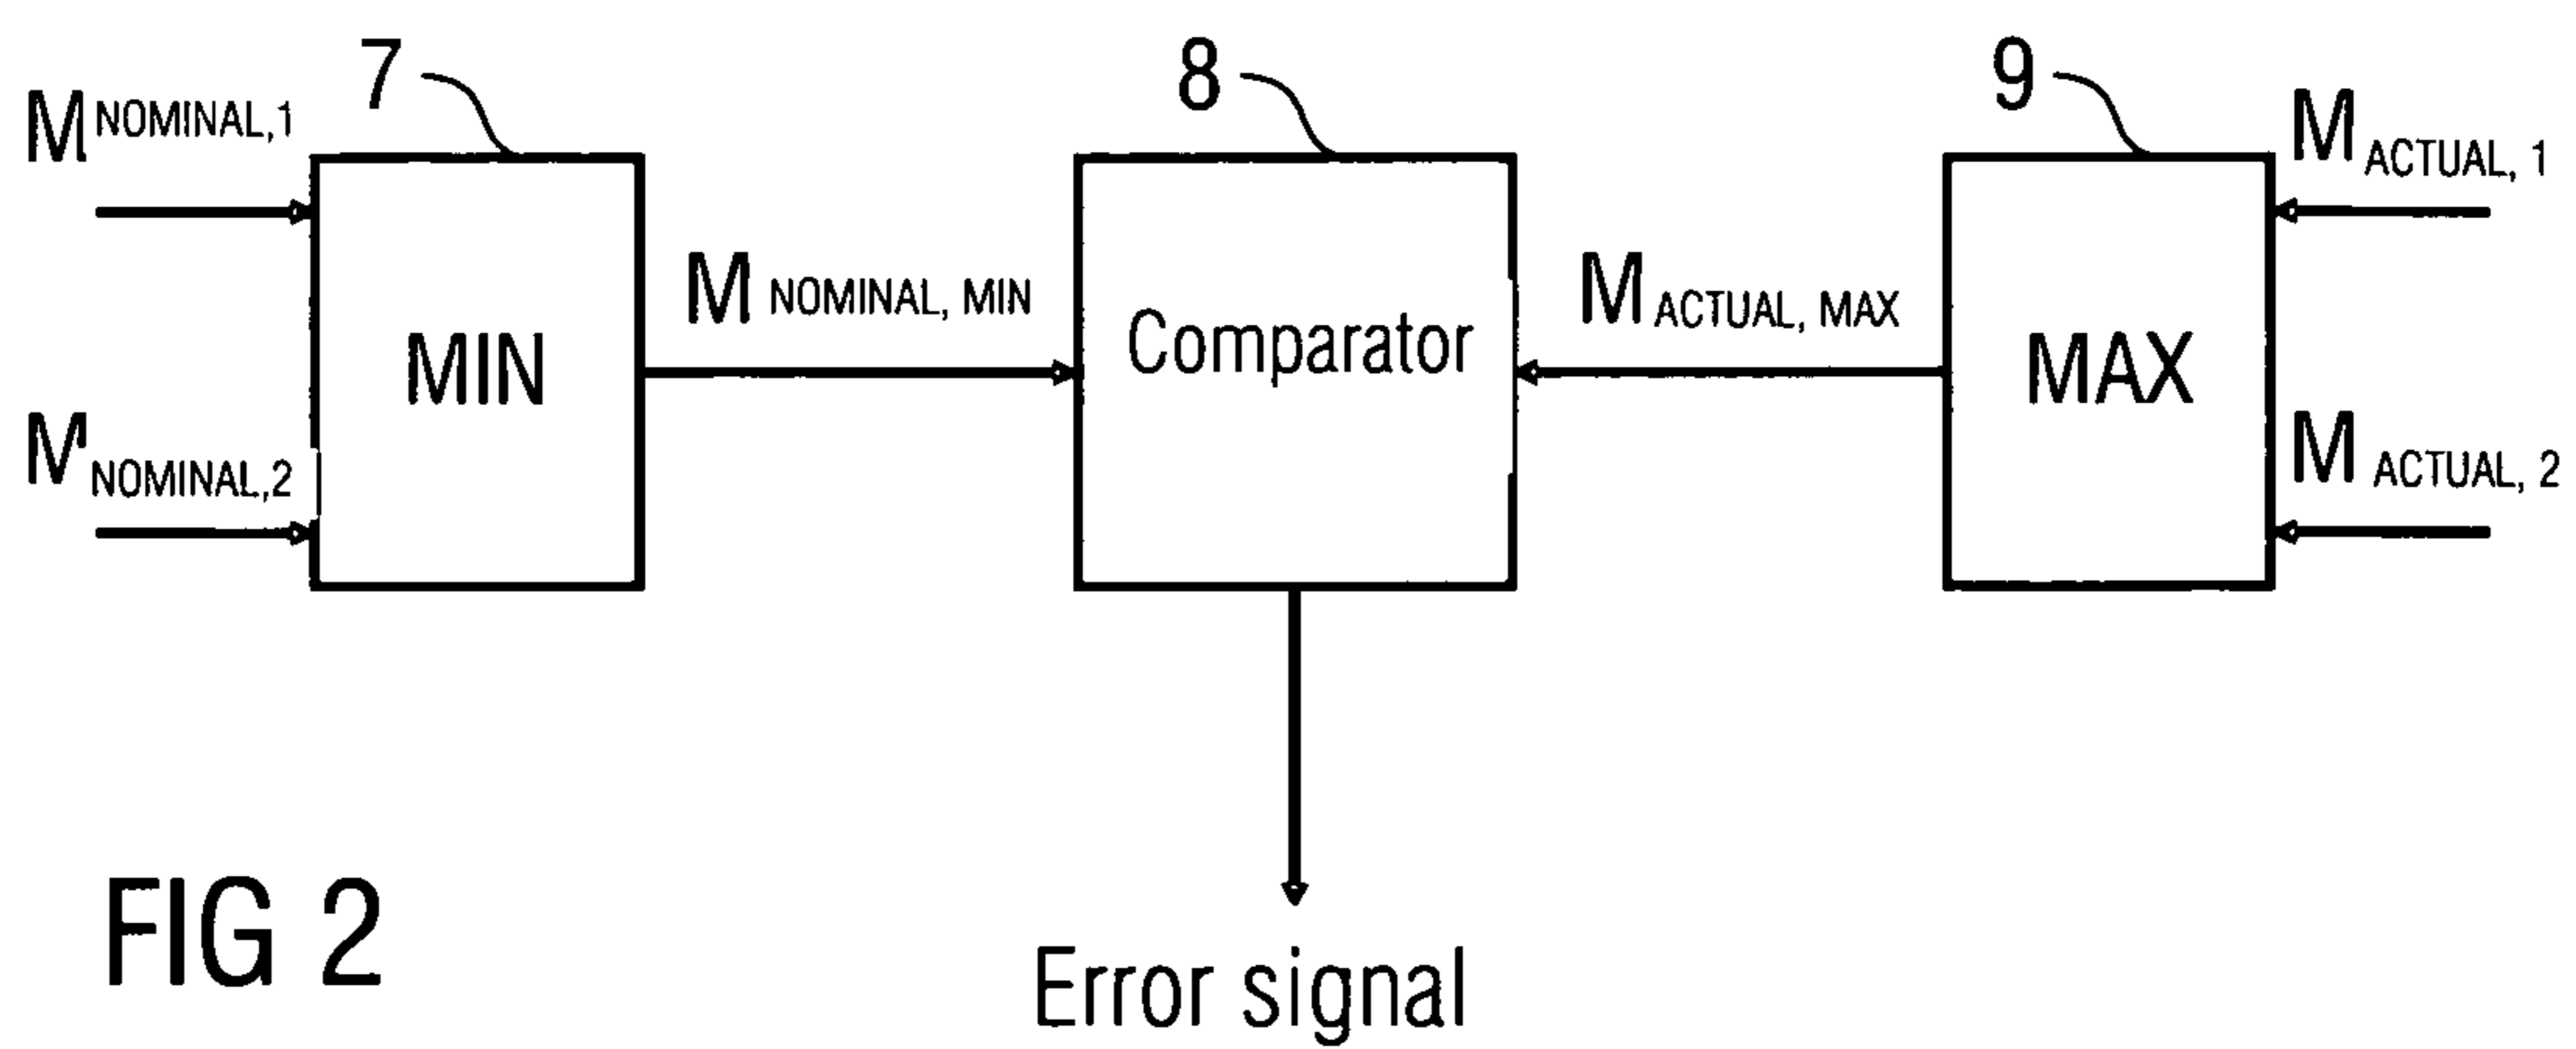 7
8
9
M NOMINAL,1
M ACTUAL, 1
M NOMINAL, MIN
M ACTUAL, MAX
MIN
Comparator
MAX
M NOMINAL,2
M ACTUAL, 2
FIG 2
Error signal